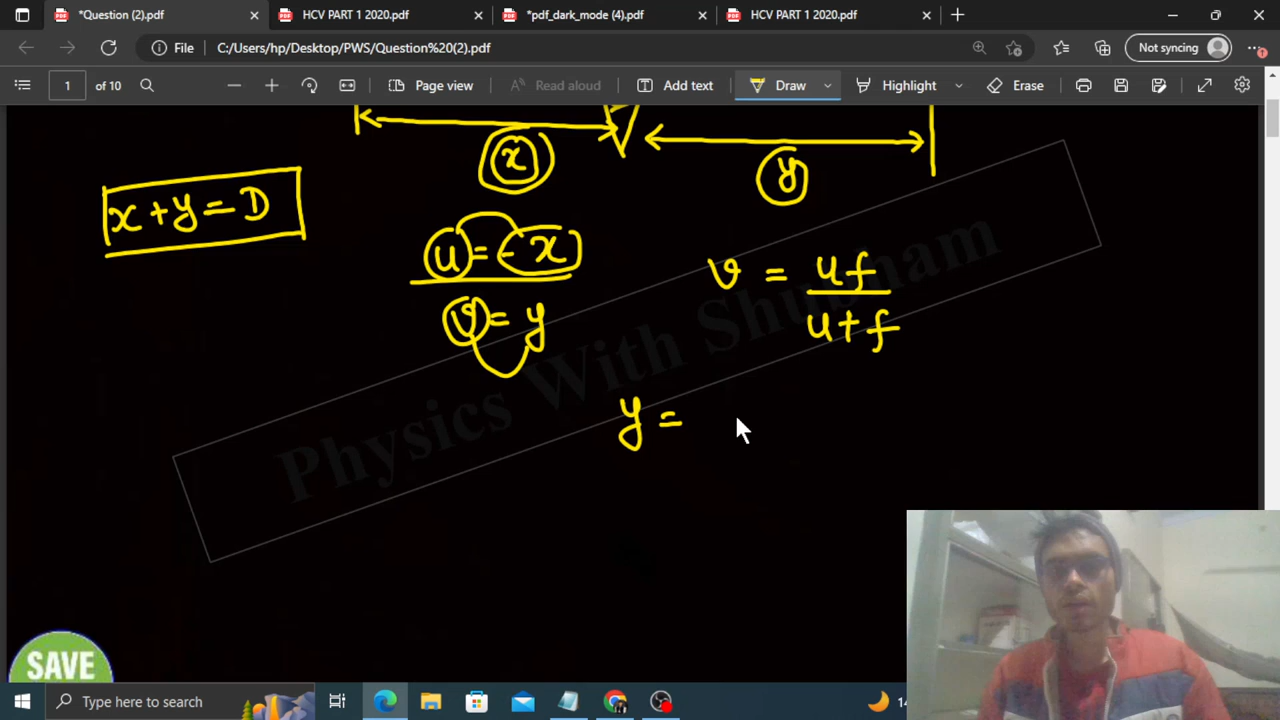 *Question (2).pdf
HCV PART 1 2020.pdf
*pdf_dark_mode (4).pdf
HCV PART 1 2020.pdf
File
C:/Users/hp/Desktop/PWS/Question%20(2).pdf
Not syncing
1 of 10
Page view
Read aloud
Add text
Draw
Highlight
Erase
x
y
x+y=D
u=-x
v=y
v = uf/u+f
y=
Physics With Shubham
SAVE
Type here to search